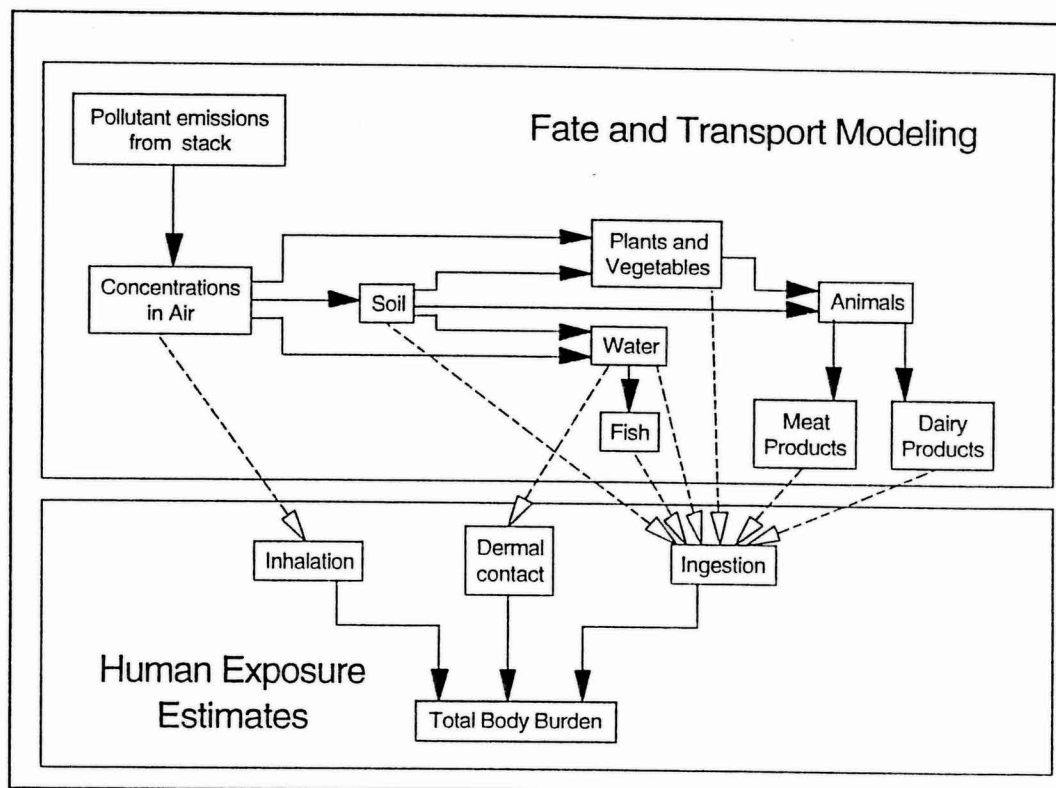 Pollutant emissions
from stack
Fate and Transport Modeling
Plants and
Vegetables
Concentrations
in Air
Soil
Animals
Water
Fish
Meat
Products
Dairy
Products
Inhalation
Dermal
contact
Ingestion
Human Exposure
Estimates
Total Body Burden